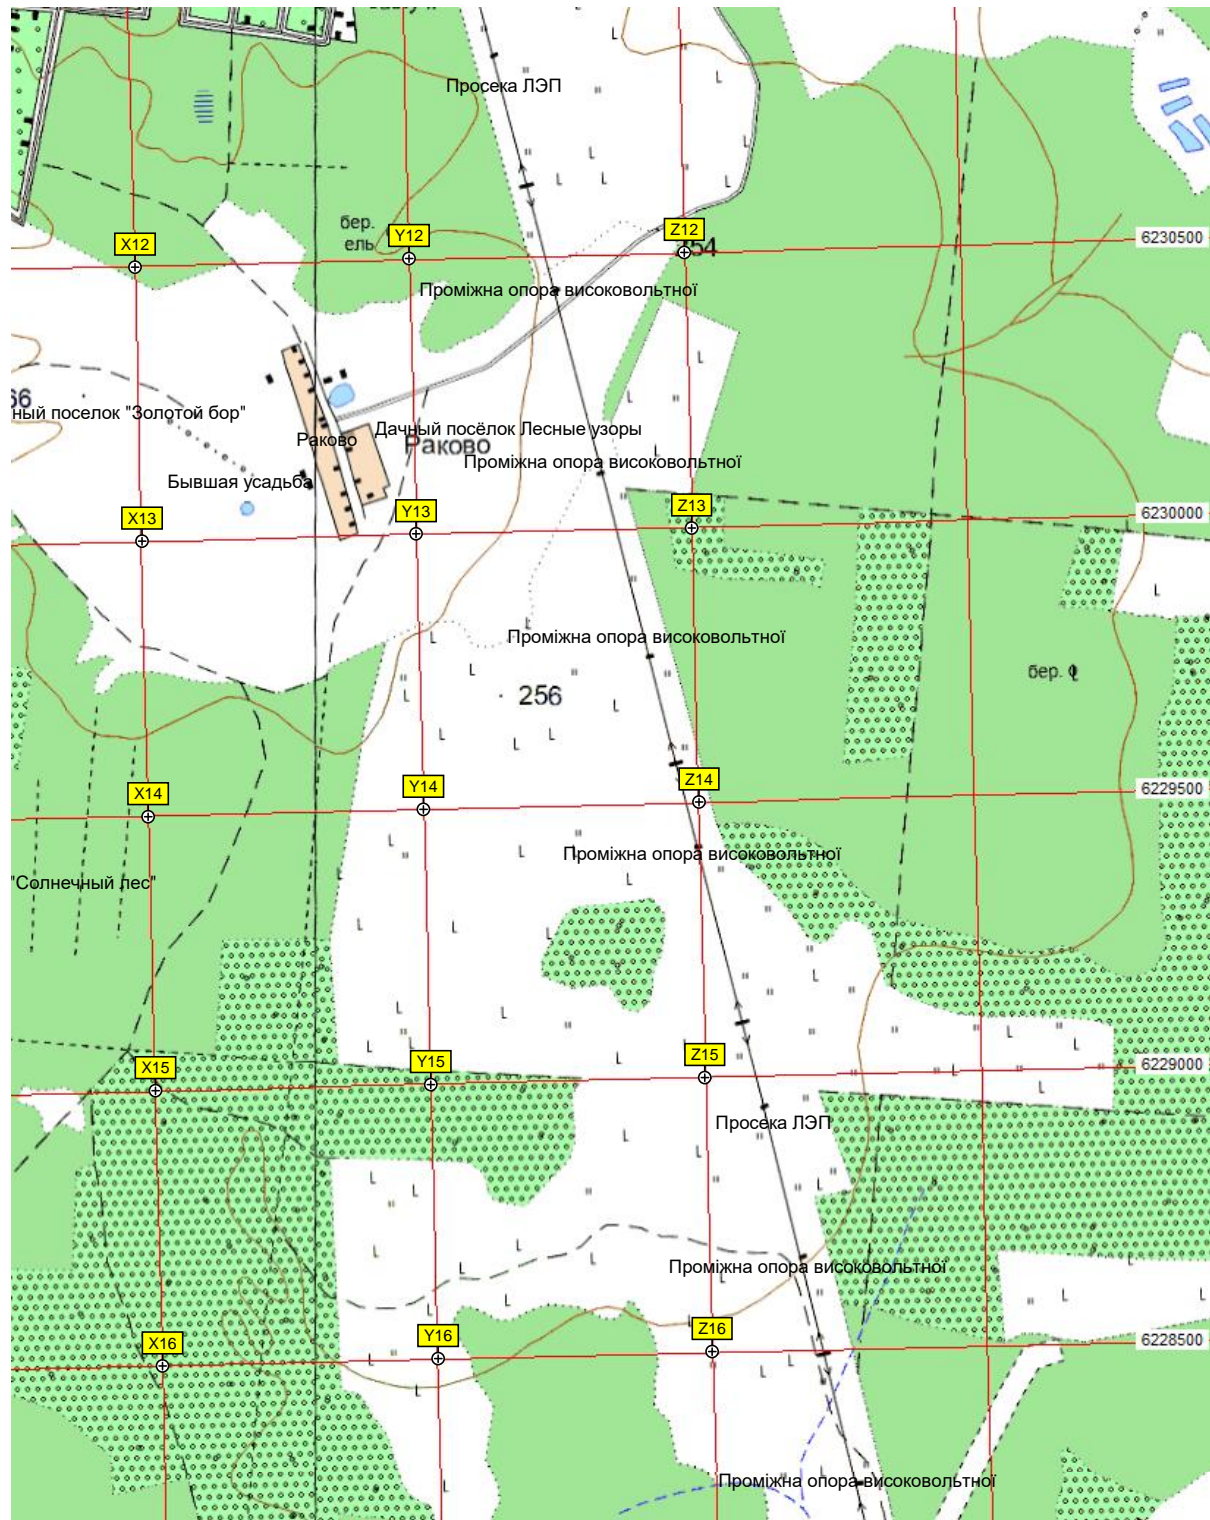 Просека ЛЭП
бер.
ель
X12
Y12
Z12
254
6230500
Проміжна опора високовольтної
66
ный поселок "Золотой бор"
Раково
Дачный посёлок Лесные узоры
Раково
Проміжна опора високовольтної
Бывшая усадьба
X13
Y13
Z13
6230000
Проміжна опора високовольтної
256
бер.
X14
Y14
Z14
6229500
Проміжна опора високовольтної
"Солнечный лес"
X15
Y15
Z15
6229000
Просека ЛЭП
Проміжна опора високовольтної
X16
Y16
Z16
6228500
Проміжна опора високовольтної